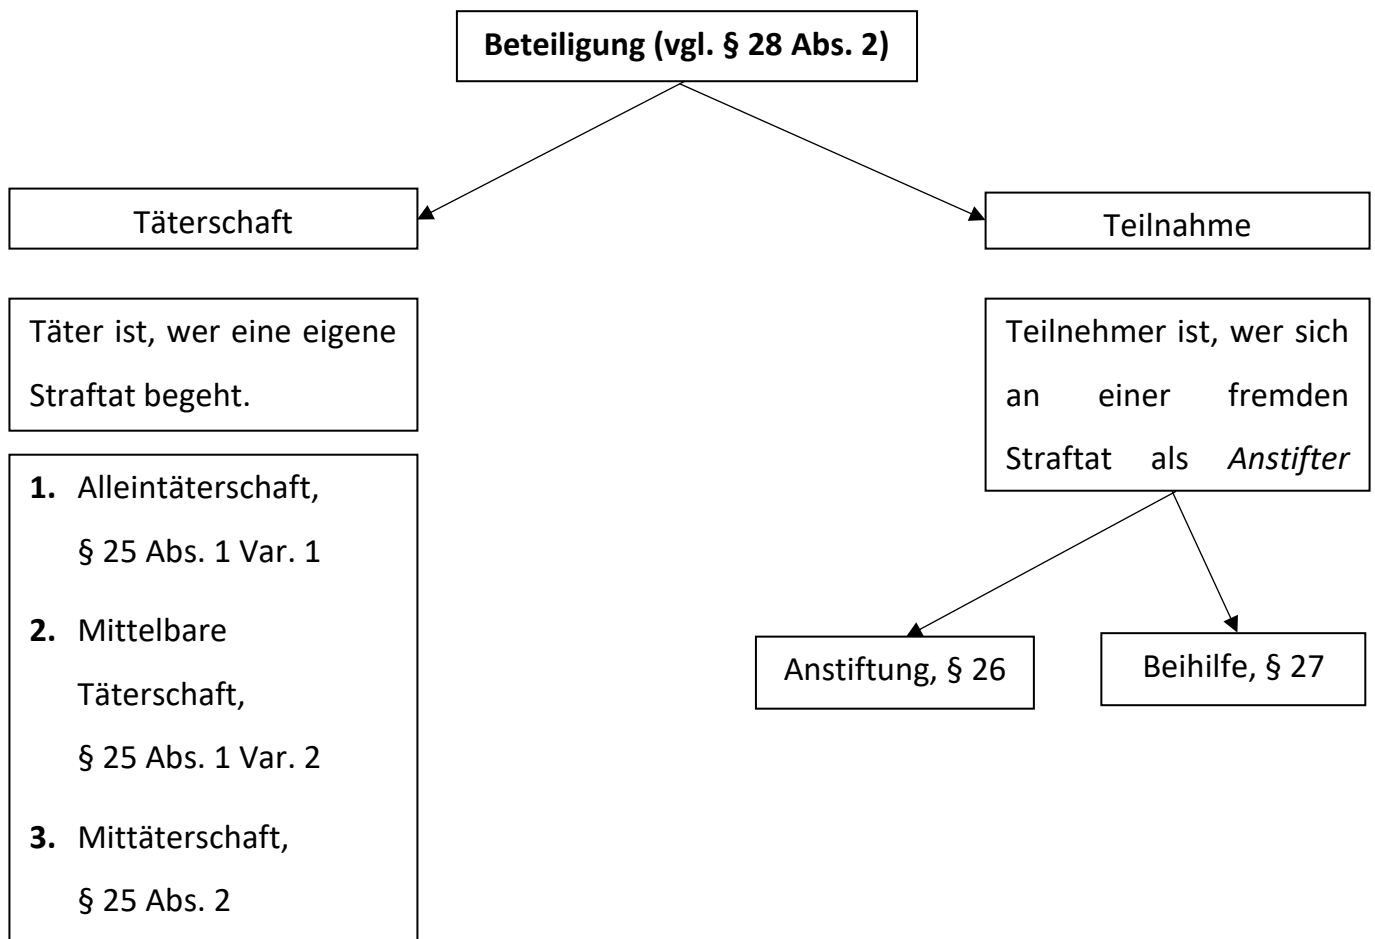 Beteiligung (vgl. § 28 Abs. 2)
Täterschaft
Teilnahme
Täter ist, wer eine eigene
Straftat begeht.
Teilnehmer ist, wer sich
an einer fremden
Straftat als Anstifter
1. Alleintäterschaft,
§ 25 Abs. 1 Var. 1
2. Mittelbare
Täterschaft,
§ 25 Abs. 1 Var. 2
3. Mittäterschaft,
§ 25 Abs. 2
Anstiftung, § 26
Beihilfe, § 27